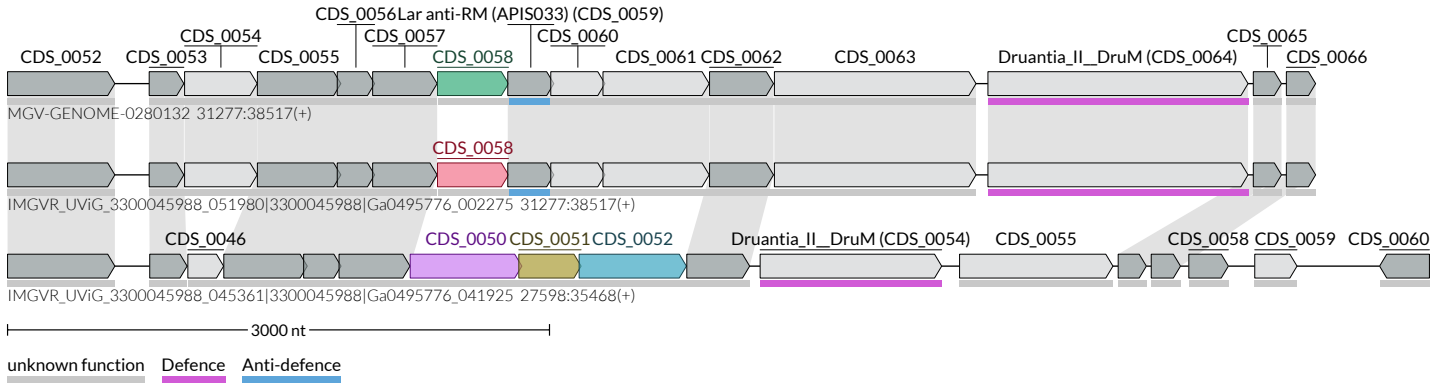 CDS_0056 Lar anti-RM (APIS033) (CDS_0059)
CDS_0054 CDS_0057 CDS_0060 CDS_0065
CDS_0052 CDS_0053 CDS_0055 CDS_0058 CDS_0061 CDS_0062 CDS_0063 Druantia_II__DruM (CDS_0064) CDS_0066
MGV-GENOME-0280132 31277:38517(+)
CDS_0058
IMGVR_UViG_3300045988_051980|3300045988|Ga0495776_002275 31277:38517(+)
CDS_0046 CDS_0050 CDS_0051 CDS_0052 Druantia_II__DruM (CDS_0054) CDS_0055 CDS_0058 CDS_0059 CDS_0060
IMGVR_UViG_3300045988_045361|3300045988|Ga0495776_041925 27598:35468(+)
3000 nt
unknown function Defence Anti-defence